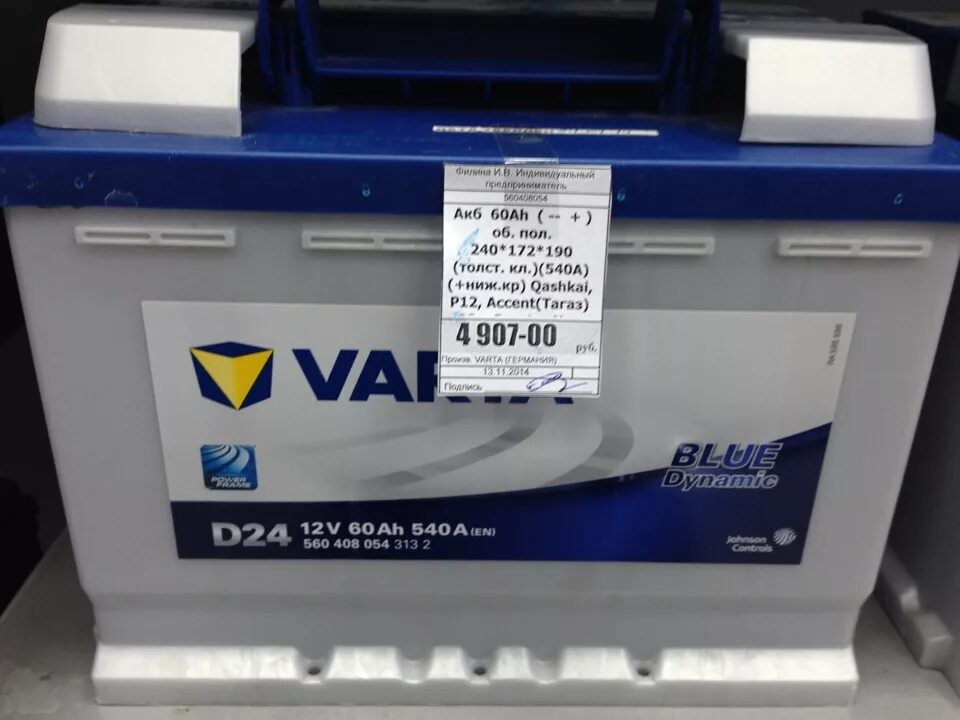 Филина И.В. Индивидуальный
предприниматель
560408054
Акб 60Ah ( -- + )
об. пол.
240*172*190
(толст. кл.)(540А)
(+ниж.кр) Qashkai,
P12, Accent(Тагаз)
4 907-00
руб.
Произв. VARTA (ГЕРМАНИЯ)
13.11.2014
Подпись
VARTA
POWER
FRAME
BLUE
Dynamic
D24 12V 60Ah 540A (EN)
560 408 054 313 2
Johnson
Controls